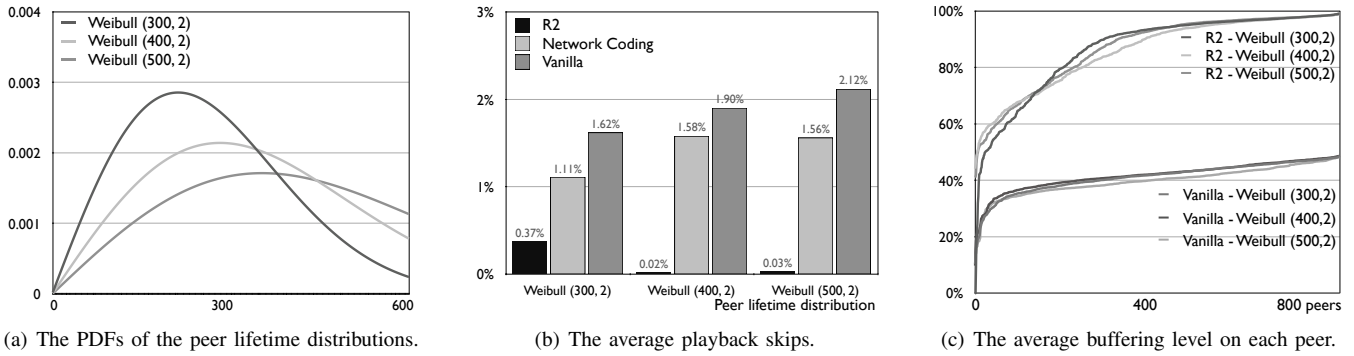 0.004
0.003
0.002
0.001
0
Weibull (300, 2)
Weibull (400, 2)
Weibull (500, 2)
0
300
600
(a) The PDFs of the peer lifetime distributions.
3%
2%
1%
0%
R2
Network Coding
Vanilla
0.37%
1.11%
1.62%
0.02%
1.58%
1.90%
0.03%
1.56%
2.12%
Weibull (300, 2)
Weibull (400, 2)
Weibull (500, 2)
Peer lifetime distribution
(b) The average playback skips.
100%
80%
60%
40%
20%
0%
R2 - Weibull (300,2)
R2 - Weibull (400,2)
R2 - Weibull (500,2)
Vanilla - Weibull (300,2)
Vanilla - Weibull (400,2)
Vanilla - Weibull (500,2)
0
400
800 peers
(c) The average buffering level on each peer.